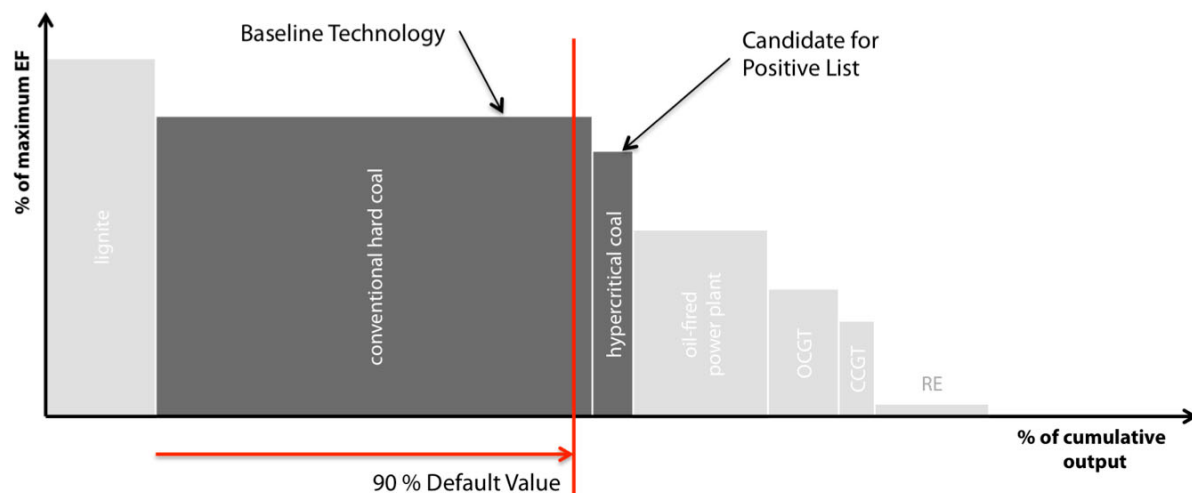 Baseline Technology
Candidate for
Positive List
% of maximum EF
lignite
conventional hard coal
hypercritical coal
oil-fired
power plant
OCGT
CCGT
RE
% of cumulative
output
90 % Default Value